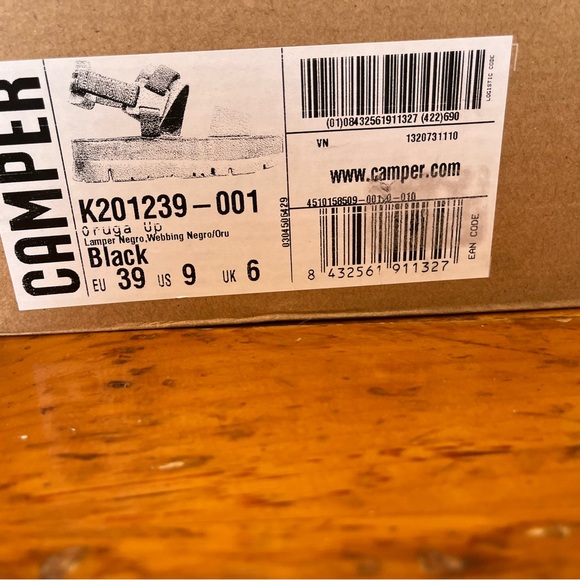 CAMPER
K201239-001
Oruga Up
Lamper Negro,Webbing Negro/Oru
Black
EU 39 US 9 UK 6
0304505429
(01)08432561911327 (422)690
LOGISTIC CODE
VN 1320731110
www.camper.com
8 432561 911327
EAN CODE